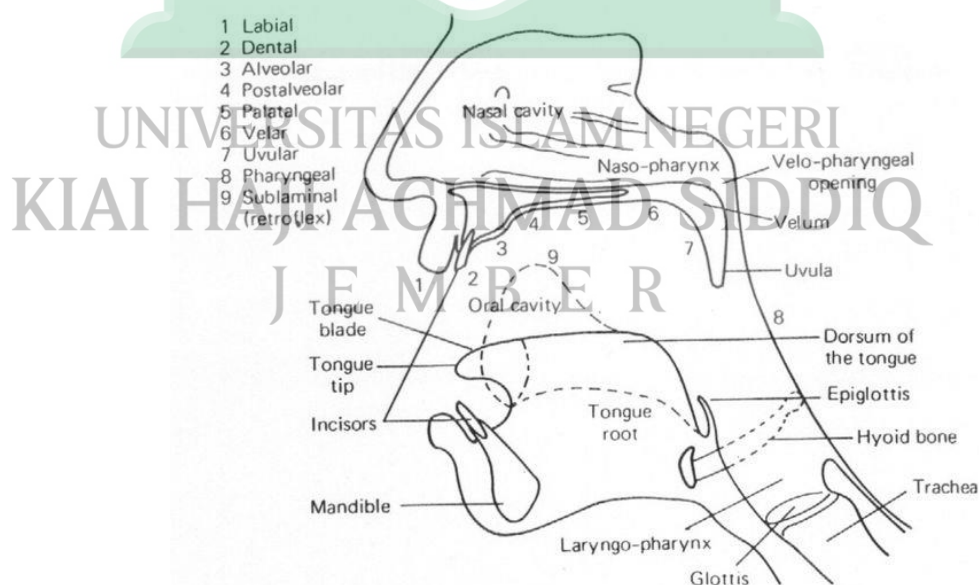 1 Labial
2 Dental
3 Alveolar
4 Postalveolar
5 Palatal
6 Velar
7 Uvular
8 Pharyngeal
9 Sublaminal
(retroflex)
UNIVERSITAS ISLAM NEGERI
KIAI HAJI ACHMAD SIDDIQ
J E M B E R
Nasal cavity
Naso-pharynx
Velo-pharyngeal
opening
Velum
Uvula
1
2
3
4
5
6
7
8
9
Oral cavity
Tongue
blade
Tongue
tip
Incisors
Mandible
Tongue
root
Dorsum of
the tongue
Epiglottis
Hyoid bone
Trachea
Laryngo-pharynx
Glottis